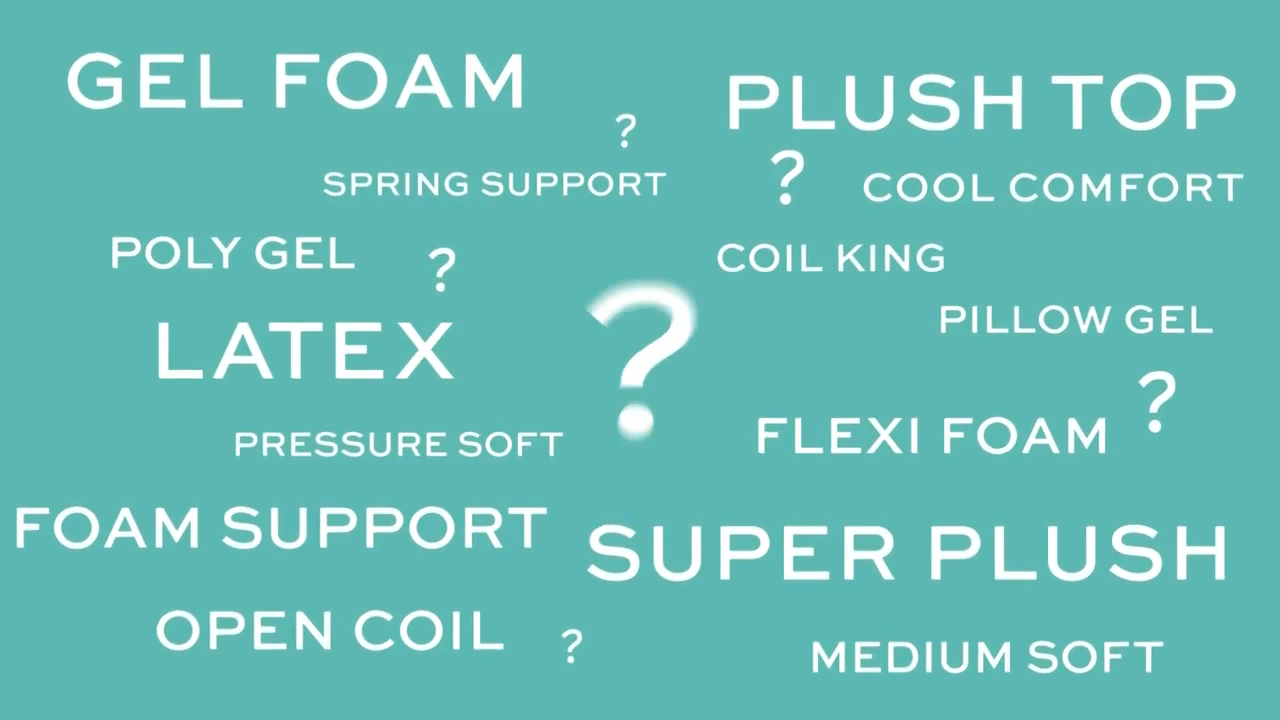 GEL FOAM
PLUSH TOP
?
SPRING SUPPORT
?
COOL COMFORT
POLY GEL
?
COIL KING
?
PILLOW GEL
LATEX
?
PRESSURE SOFT
FLEXI FOAM
FOAM SUPPORT
SUPER PLUSH
OPEN COIL
?
MEDIUM SOFT